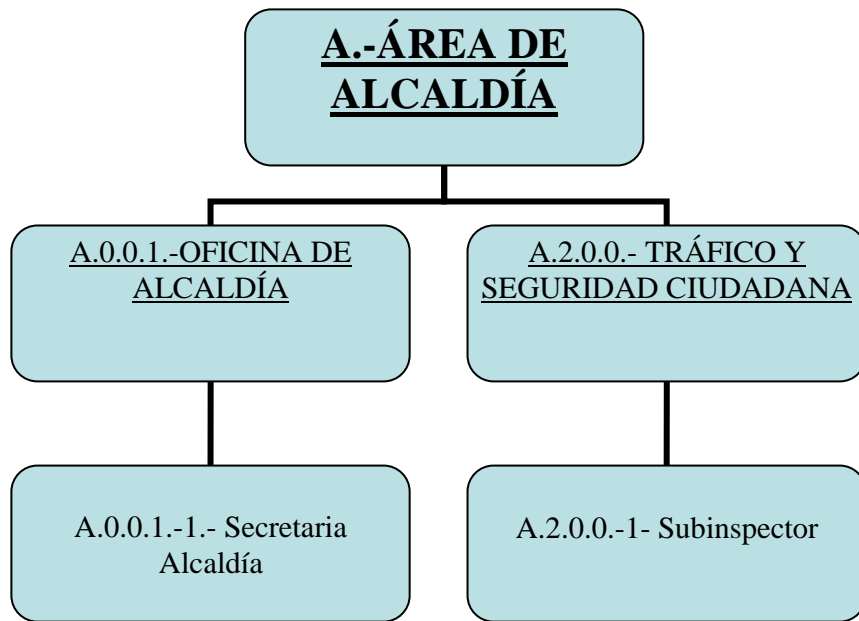 A.-ÁREA DE
ALCALDÍA
A.0.0.1.-OFICINA DE
ALCALDÍA
A.2.0.0.- TRÁFICO Y
SEGURIDAD CIUDADANA
A.0.0.1.-1.- Secretaria
Alcaldía
A.2.0.0.-1- Subinspector